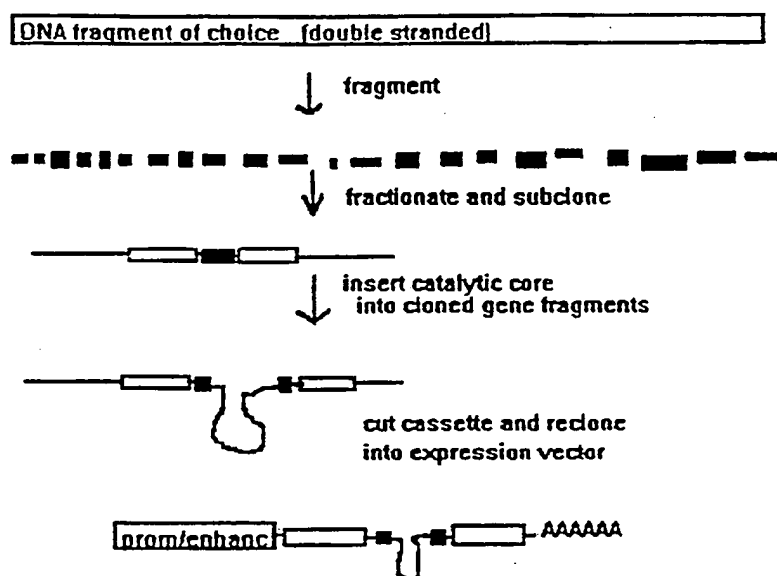 DNA fragment of choice (double stranded)
fragment
fractionate and subclone
insert catalytic core
into cloned gene fragments
cut cassette and reclone
into expression vector
prom/enhanc
AAAAAA